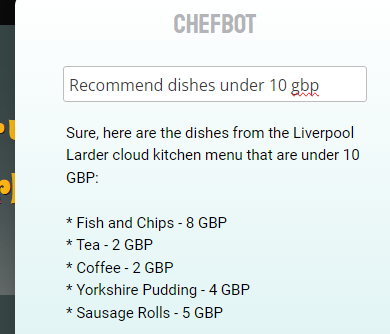 CHEFBOT
Recommend dishes under 10 gbp
Sure, here are the dishes from the Liverpool
Larder cloud kitchen menu that are under 10
GBP:
* Fish and Chips - 8 GBP
* Tea - 2 GBP
* Coffee - 2 GBP
* Yorkshire Pudding - 4 GBP
* Sausage Rolls - 5 GBP